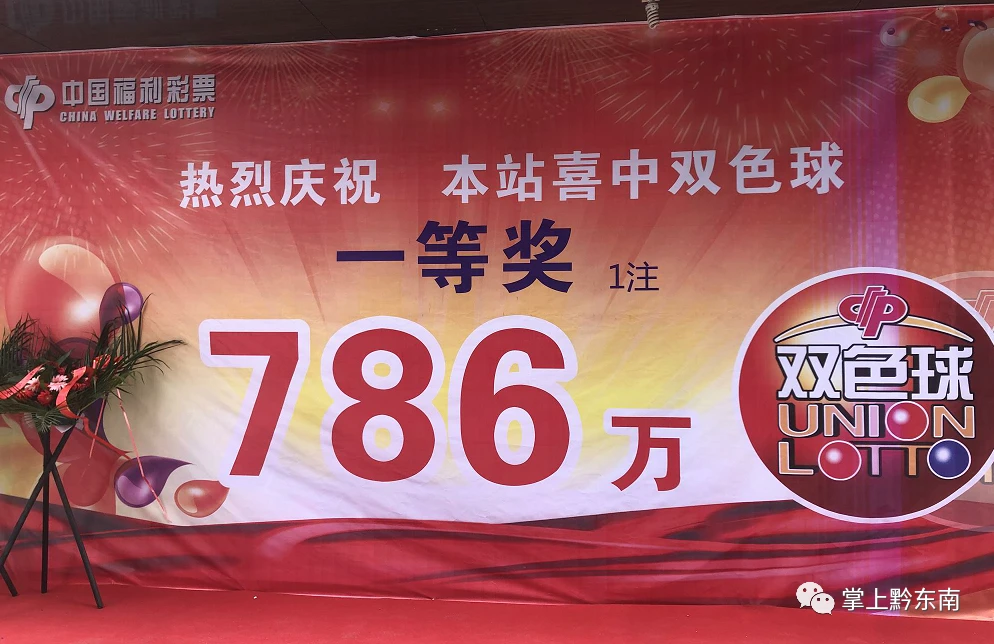 中国福利彩票
CHINA WELFARE LOTTERY
热烈庆祝 本站喜中双色球
一等奖 1注
786万
双色球
UNION
LOTTO
掌上黔东南